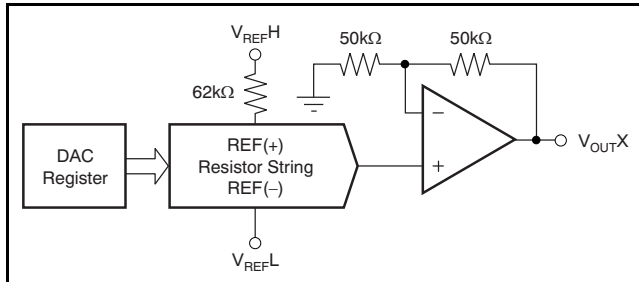 V_REF H
50kΩ
50kΩ
62kΩ
DAC
Register
REF(+)
Resistor String
REF(−)
−
+
V_OUT X
V_REF L